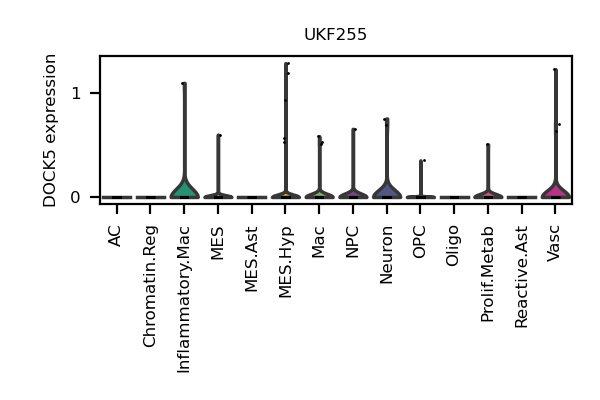 UKF255
DOCK5 expression
1
0
AC
Chromatin.Reg
Inflammatory.Mac
MES
MES.Ast
MES.Hyp
Mac
NPC
Neuron
OPC
Oligo
Prolif.Metab
Reactive.Ast
Vasc